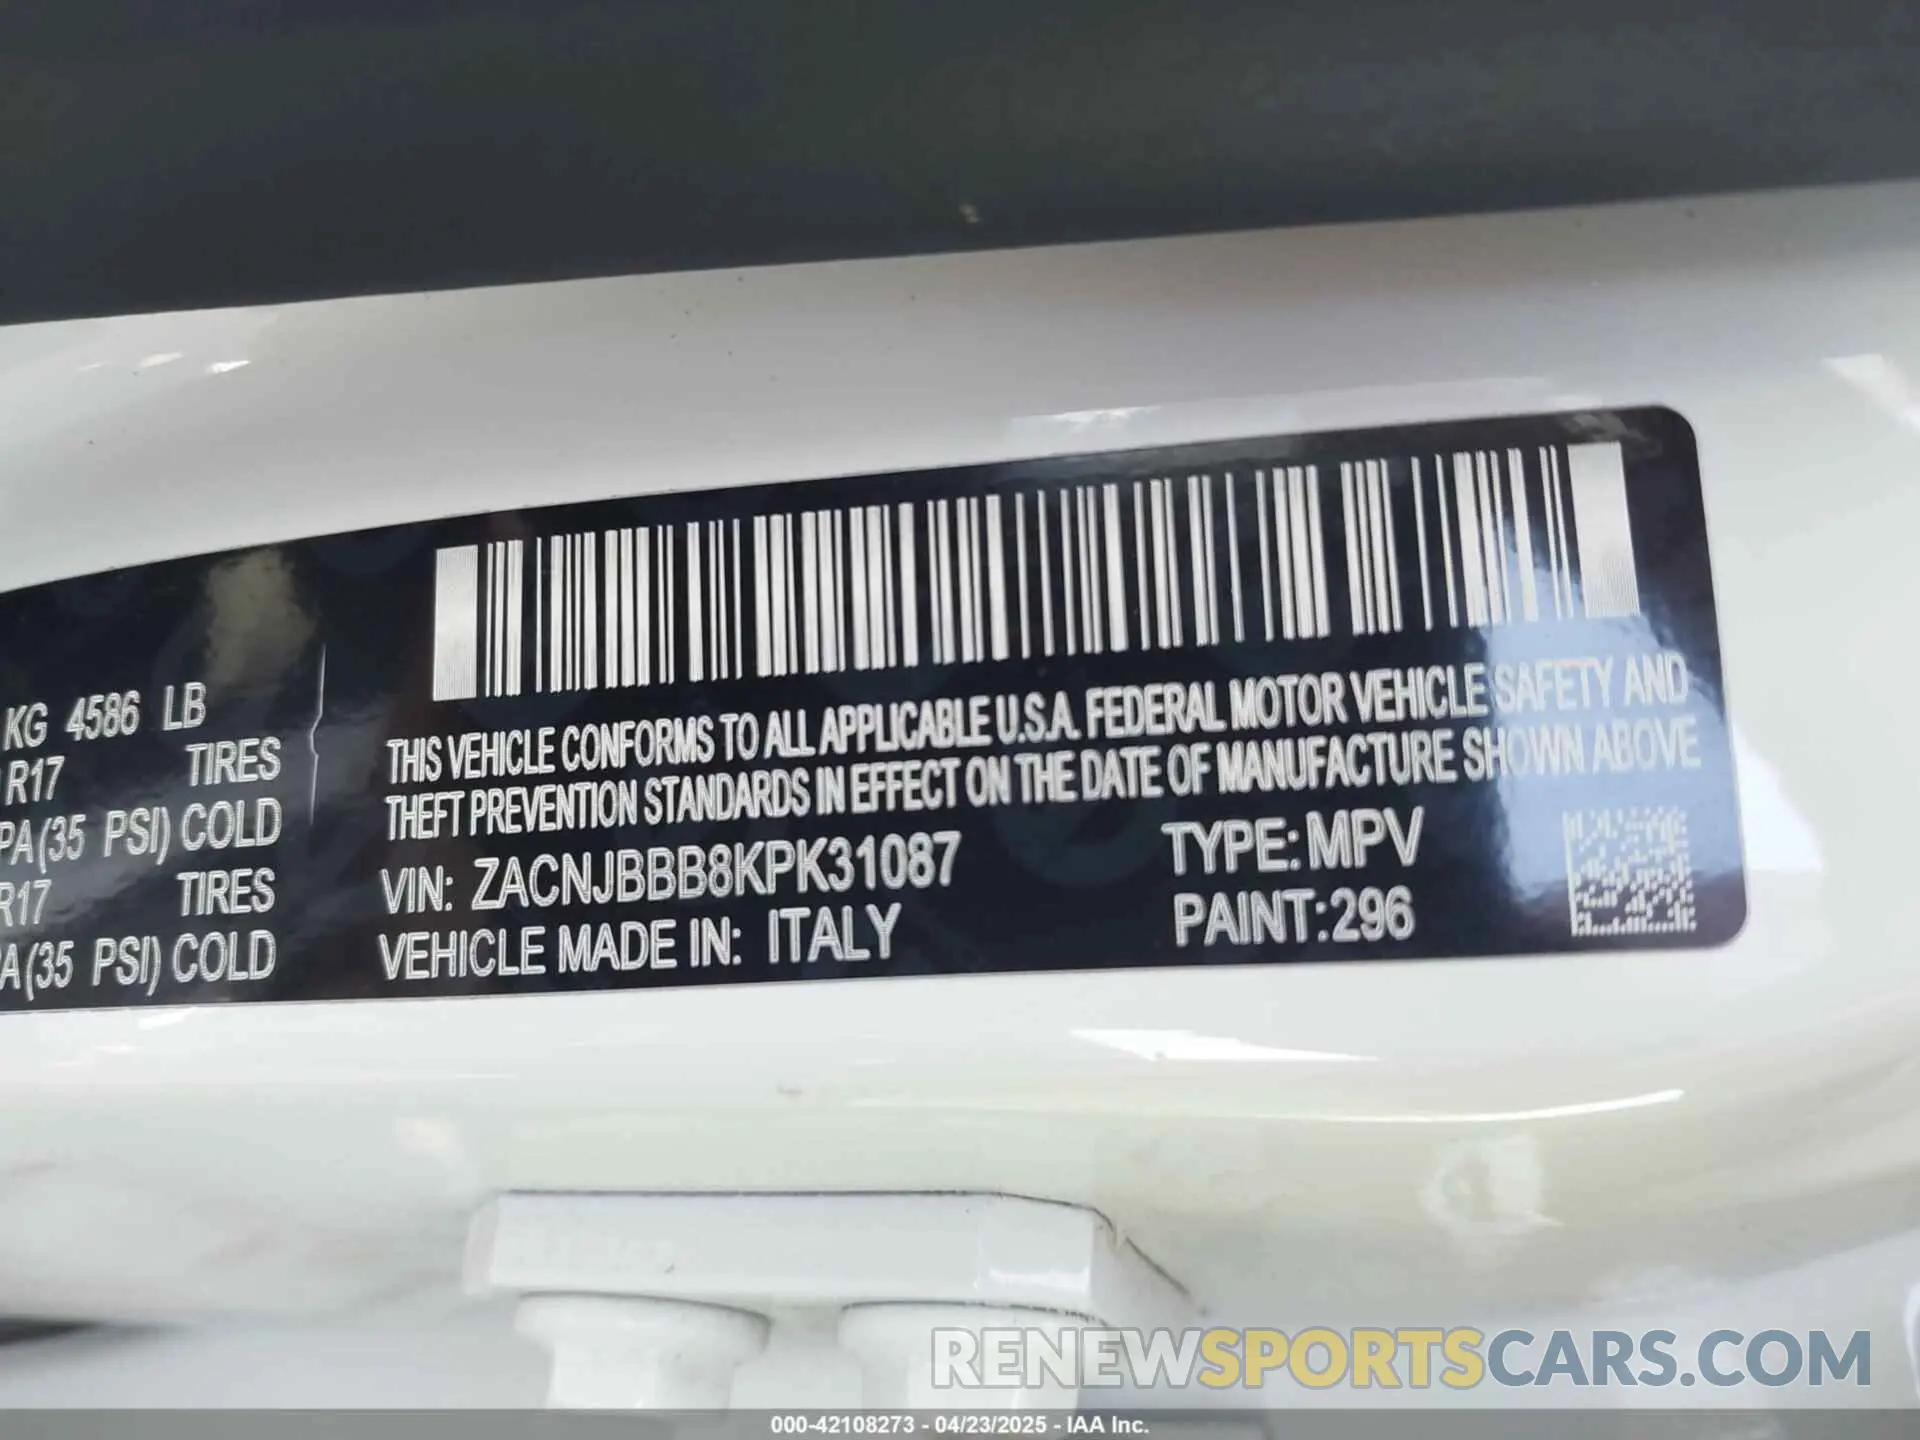 KG 4586 LB
R17 TIRES
PA (35 PSI) COLD
R17 TIRES
PA (35 PSI) COLD
THIS VEHICLE CONFORMS TO ALL APPLICABLE U.S.A. FEDERAL MOTOR VEHICLE SAFETY AND
THEFT PREVENTION STANDARDS IN EFFECT ON THE DATE OF MANUFACTURE SHOWN ABOVE
VIN: ZACNJBBB8KPK31087 TYPE: MPV
VEHICLE MADE IN: ITALY PAINT: 296
RENEWSPORTSCARS.COM
000-42108273 - 04/23/2025 - IAA Inc.